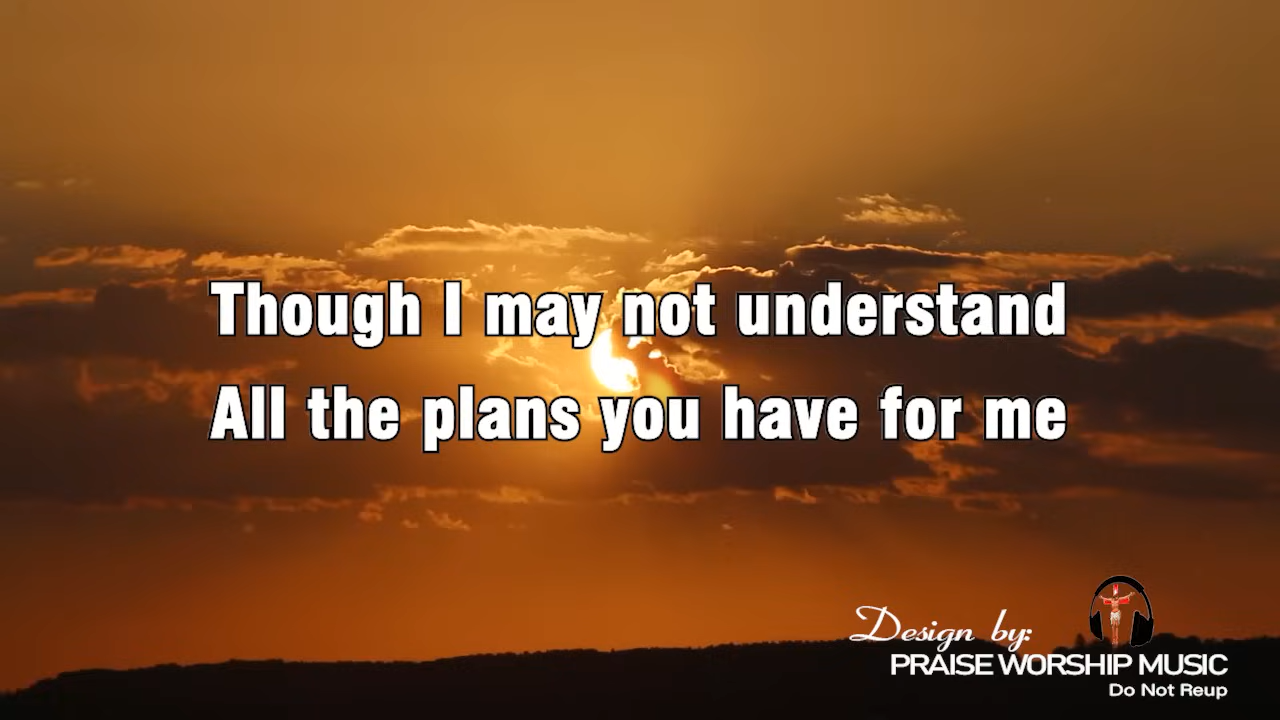 Though I may not understand
All the plans you have for me
Design by:
PRAISE WORSHIP MUSIC
Do Not Reup